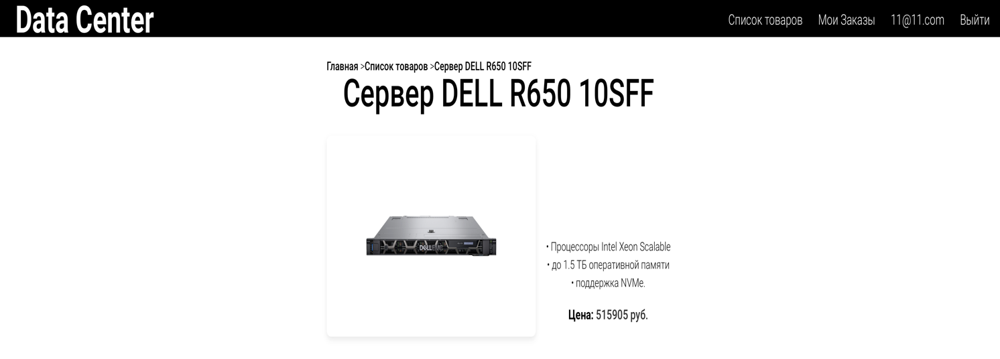 Data Center
Список товаров Мои Заказы 11@11.com Выйти
Главная >Список товаров >Сервер DELL R650 10SFF
Сервер DELL R650 10SFF
DELLEMC
• Процессоры Intel Xeon Scalable
• до 1.5 ТБ оперативной памяти
• поддержка NVMe.
Цена: 515905 руб.